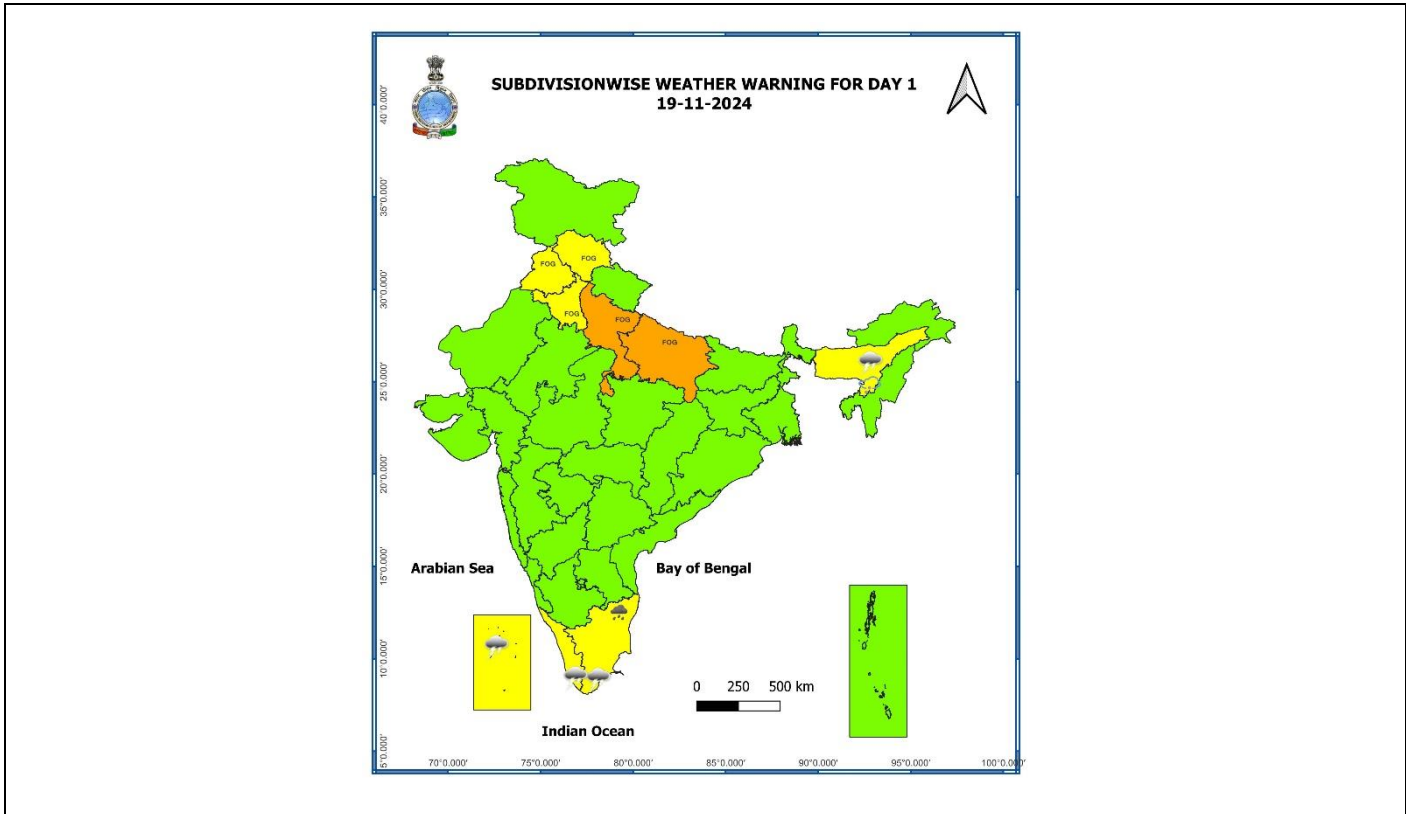 SUBDIVISIONWISE WEATHER WARNING FOR DAY 1
19-11-2024
40°0.000'
35°0.000'
30°0.000'
25°0.000'
20°0.000'
15°0.000'
10°0.000'
5°0.000'
FOG
FOG
FOG
FOG
FOG
Arabian Sea
Bay of Bengal
0 250 500 km
Indian Ocean
70°0.000' 75°0.000' 80°0.000' 85°0.000' 90°0.000' 95°0.000' 100°0.000'